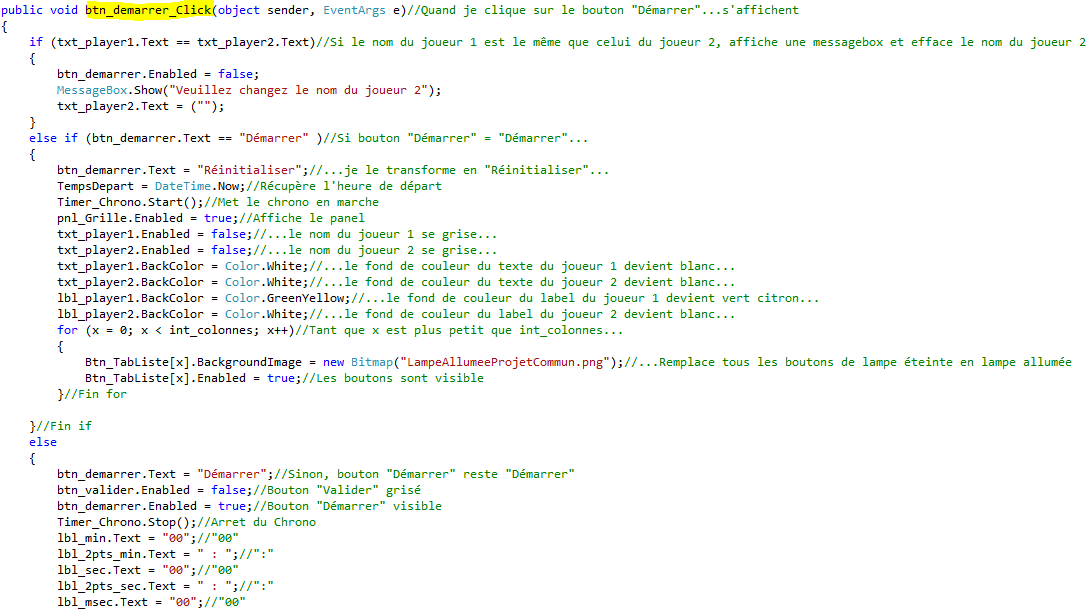 public void btn_demarrer_Click(object sender, EventArgs e)//Quand je clique sur le bouton "Démarrer"...s'affichent
{
if (txt_player1.Text == txt_player2.Text)//Si le nom du joueur 1 est le même que celui du joueur 2, affiche une messagebox et efface le nom du joueur 2
{
btn_demarrer.Enabled = false;
MessageBox.Show("Veuillez changez le nom du joueur 2");
txt_player2.Text = ("");
}
else if (btn_demarrer.Text == "Démarrer" )//Si bouton "Démarrer" = "Démarrer"...
{
btn_demarrer.Text = "Réinitialiser";//...je le transforme en "Réinitialiser"...
TempsDepart = DateTime.Now;//Récupère l'heure de départ
Timer_Chrono.Start();//Met le chrono en marche
pnl_Grille.Enabled = true;//Affiche le panel
txt_player1.Enabled = false;//...le nom du joueur 1 se grise...
txt_player2.Enabled = false;//...le nom du joueur 2 se grise...
txt_player1.BackColor = Color.White;//...le fond de couleur du texte du joueur 1 devient blanc...
txt_player2.BackColor = Color.White;//...le fond de couleur du texte du joueur 2 devient blanc...
lbl_player1.BackColor = Color.GreenYellow;//...le fond de couleur du label du joueur 1 devient vert citron...
lbl_player2.BackColor = Color.White;//...le fond de couleur du label du joueur 2 devient blanc...
for (x = 0; x < int_colonnes; x++)//Tant que x est plus petit que int_colonnes...
{
Btn_TabListe[x].BackgroundImage = new Bitmap("LampeAllumeeProjetCommun.png");//...Remplace tous les boutons de lampe éteinte en lampe allumée
Btn_TabListe[x].Enabled = true;//Les boutons sont visible
}//Fin for
}//Fin if
else
{
btn_demarrer.Text = "Démarrer";//Sinon, bouton "Démarrer" reste "Démarrer"
btn_valider.Enabled = false;//Bouton "Valider" grisé
btn_demarrer.Enabled = true;//Bouton "Démarrer" visible
Timer_Chrono.Stop();//Arret du Chrono
lbl_min.Text = "00";//"00"
lbl_2pts_min.Text = " : ";//":"
lbl_sec.Text = "00";//"00"
lbl_2pts_sec.Text = " : ";//":"
lbl_msec.Text = "00";//"00"